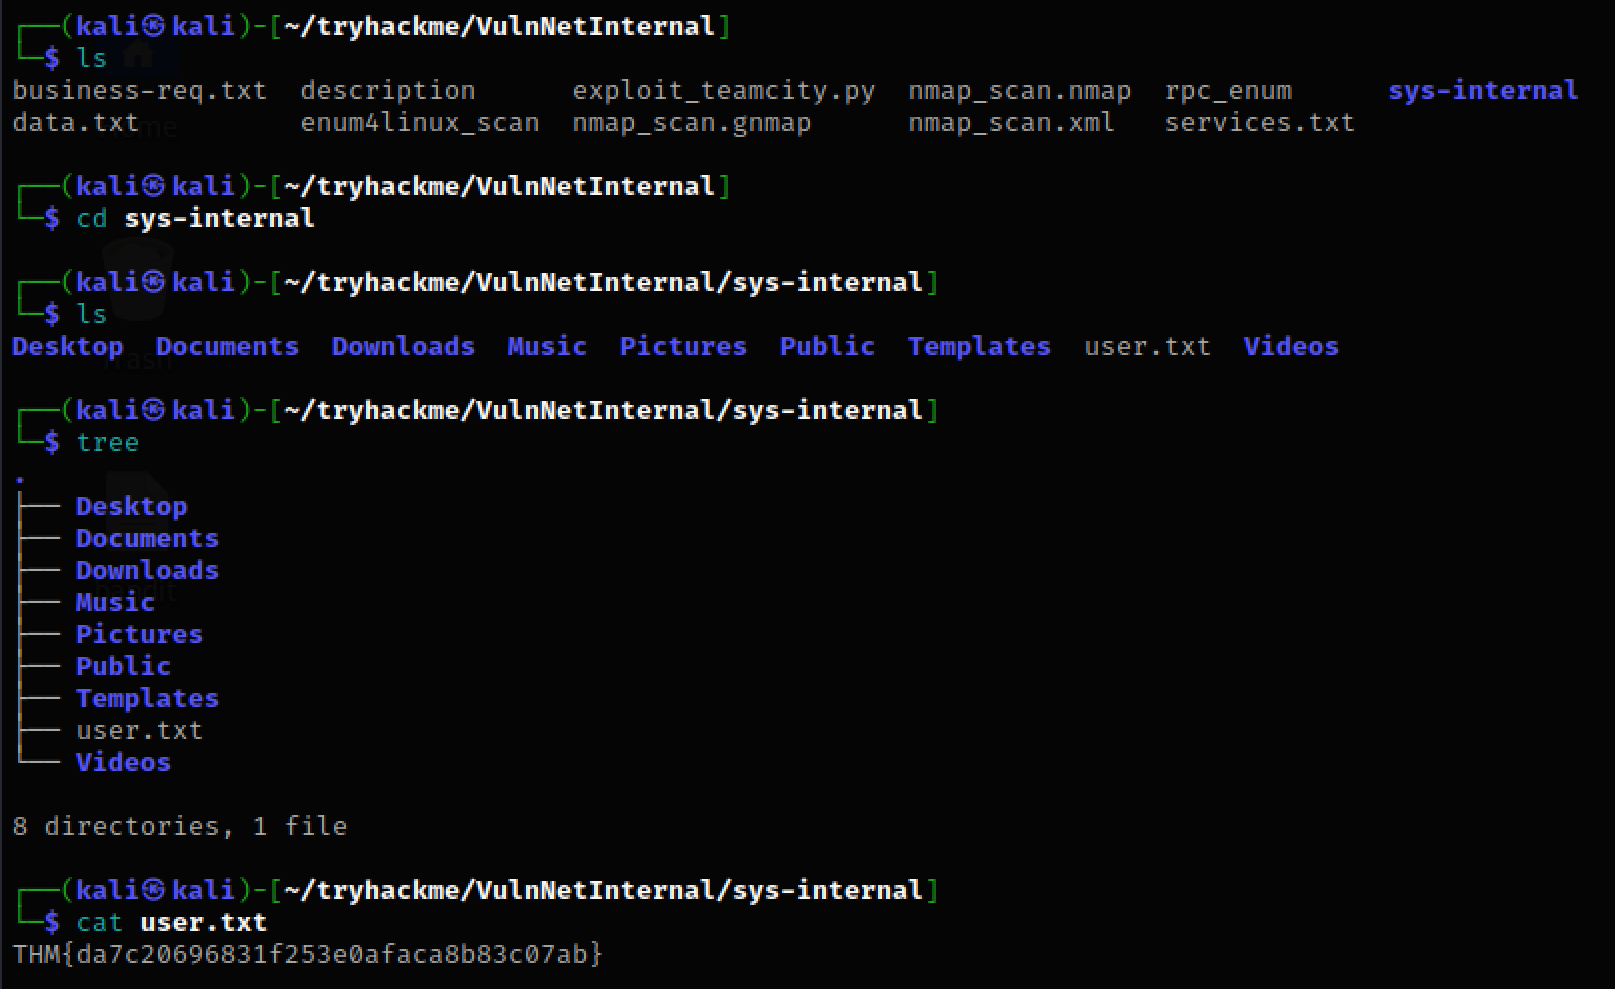 ┌──(kali㉿kali)-[~/tryhackme/VulnNetInternal]
└─$ ls
business-req.txt  description      exploit_teamcity.py  nmap_scan.nmap  rpc_enum      sys-internal
data.txt          enum4linux_scan  nmap_scan.gnmap      nmap_scan.xml   services.txt
┌──(kali㉿kali)-[~/tryhackme/VulnNetInternal]
└─$ cd sys-internal
┌──(kali㉿kali)-[~/tryhackme/VulnNetInternal/sys-internal]
└─$ ls
Desktop  Documents  Downloads  Music  Pictures  Public  Templates  user.txt  Videos
┌──(kali㉿kali)-[~/tryhackme/VulnNetInternal/sys-internal]
└─$ tree
.
├── Desktop
├── Documents
├── Downloads
├── Music
├── Pictures
├── Public
├── Templates
├── user.txt
└── Videos
8 directories, 1 file
┌──(kali㉿kali)-[~/tryhackme/VulnNetInternal/sys-internal]
└─$ cat user.txt
THM{da7c20696831f253e0afaca8b83c07ab}